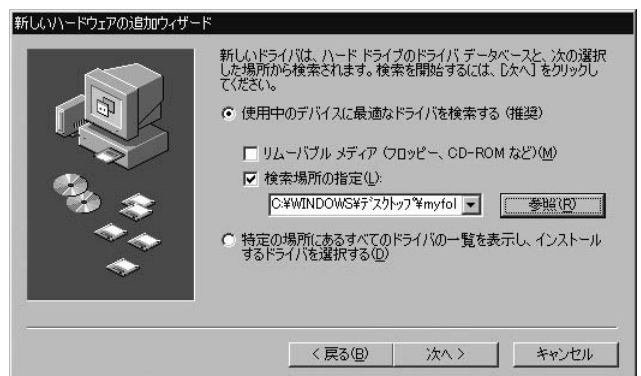 新しいハードウェアの追加ウィザード
新しいドライバは、ハード ドライブのドライバ データベースと、次の選択
した場所から検索されます。検索を開始するには、[次へ] をクリックし
てください。
使用中のデバイスに最適なドライバを検索する (推奨)
リムーバブル メディア (フロッピー、CD-ROM など)(M)
検索場所の指定(L):
C:¥WINDOWS¥デスクトップ¥myfol
参照(R)
特定の場所にあるすべてのドライバの一覧を表示し、インストール
するドライバを選択する(D)
< 戻る(B)
次へ >
キャンセル